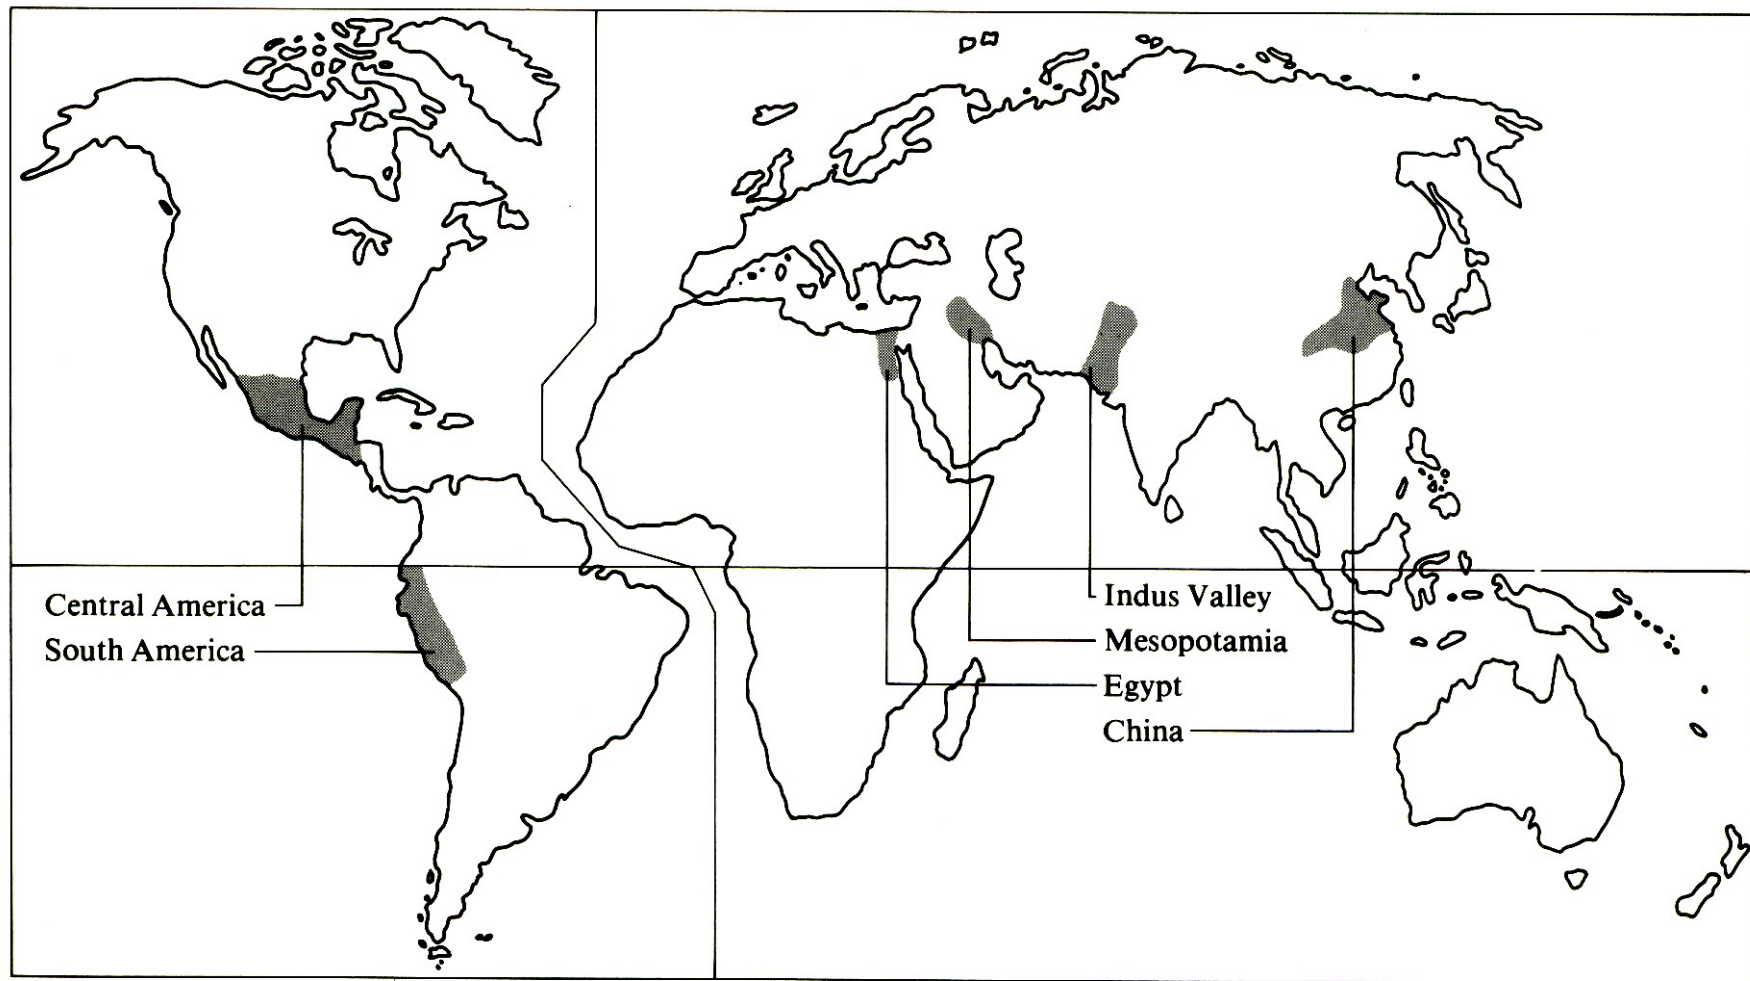 Central America
South America
Indus Valley
Mesopotamia
Egypt
China